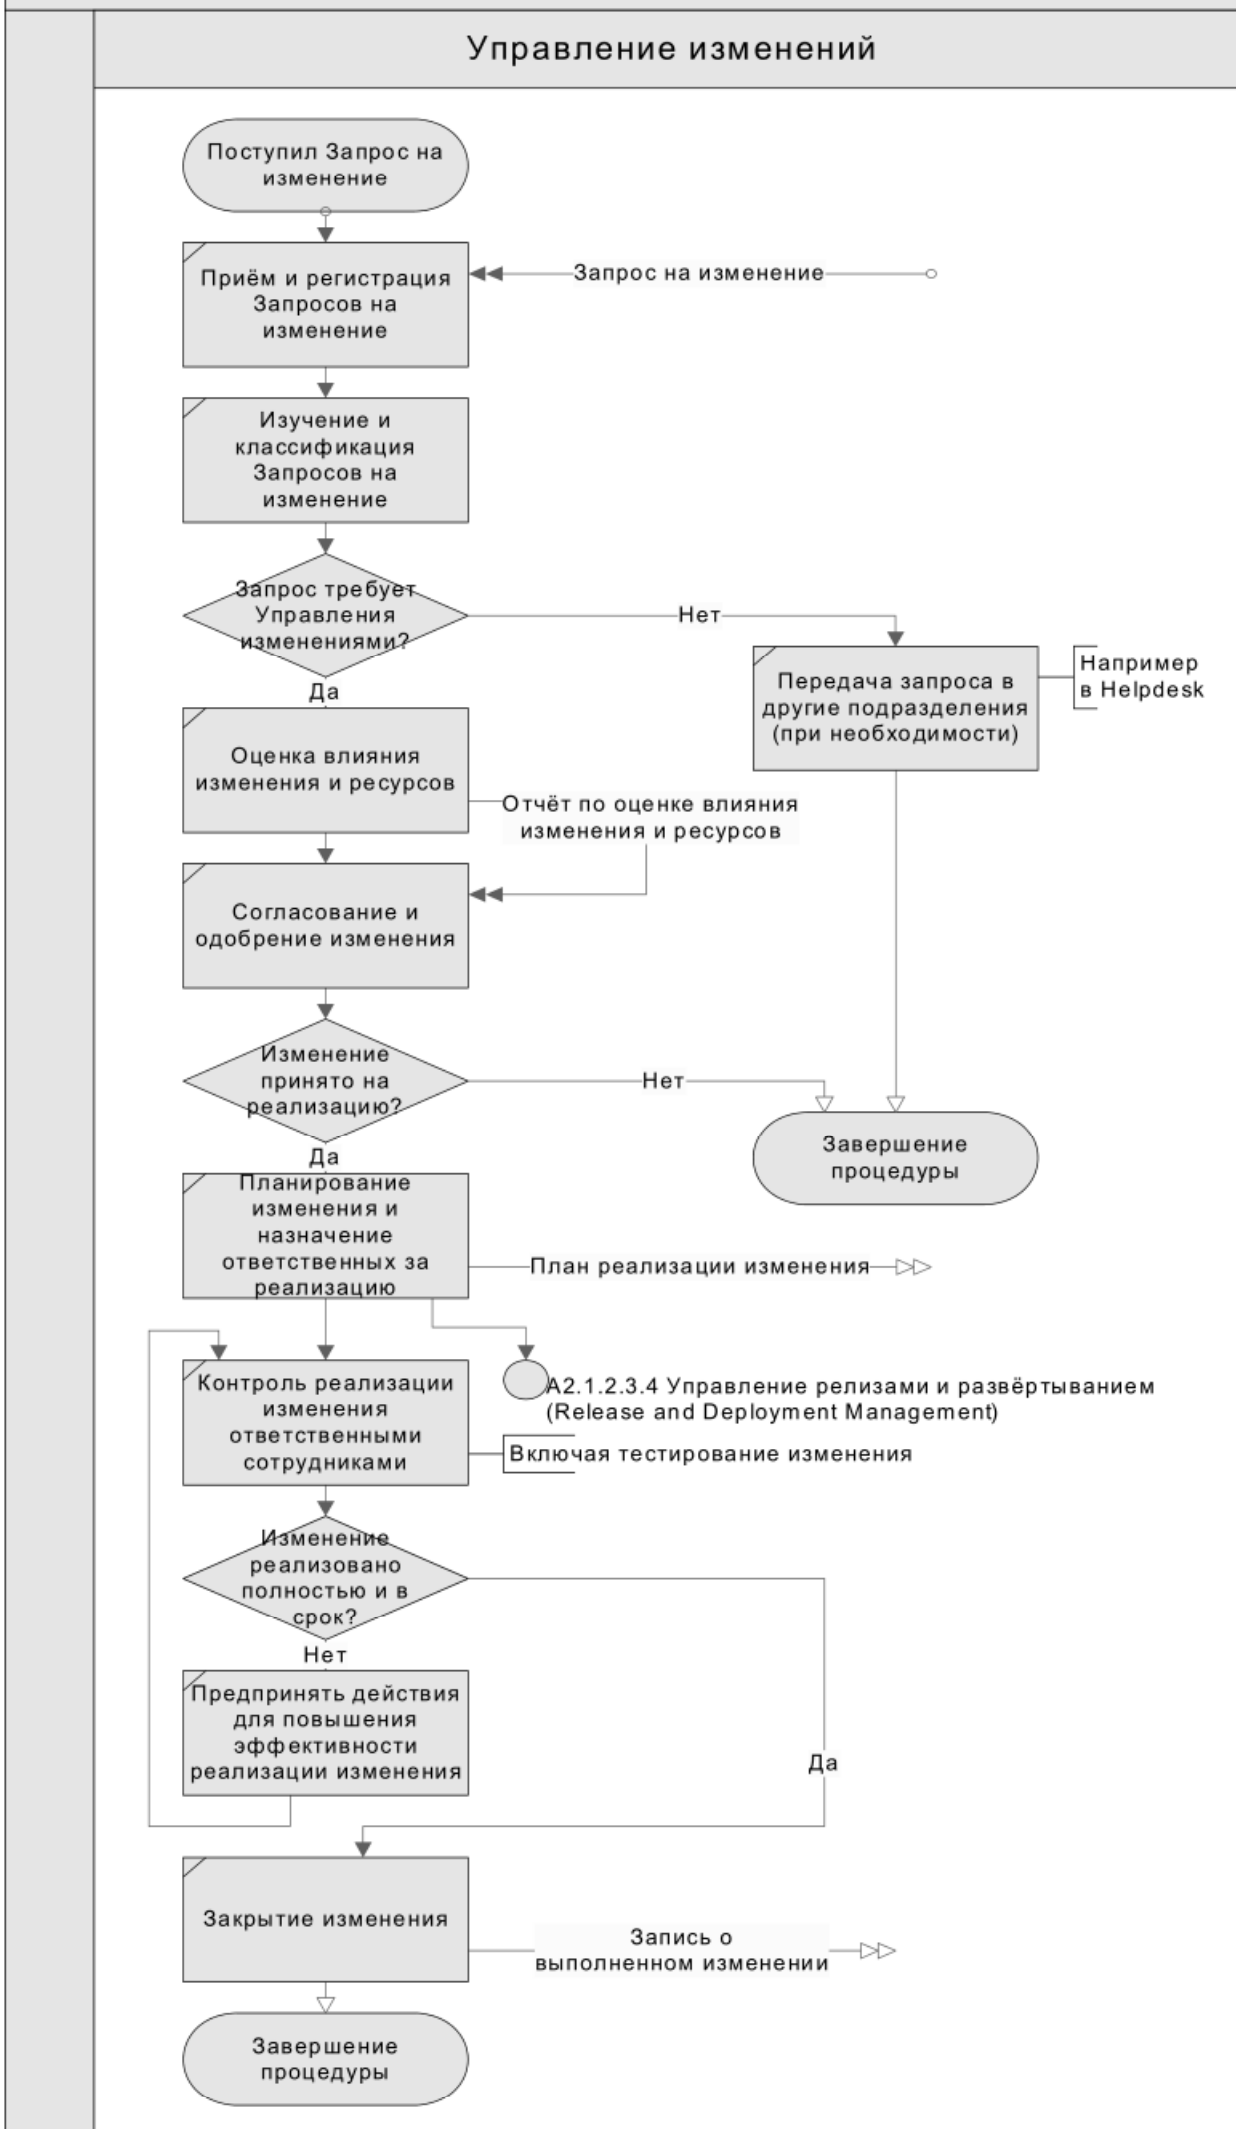 Управление изменений
Поступил Запрос на
изменение
Приём и регистрация
Запросов на
изменение
Запрос на изменение
Изучение и
классификация
Запросов на
изменение
Запрос требует
Управления
изменениями?
Нет
Да
Передача запроса в
другие подразделения
(при необходимости)
Например
в Helpdesk
Оценка влияния
изменения и ресурсов
Отчёт по оценке влияния
изменения и ресурсов
Согласование и
одобрение изменения
Изменение
принято на
реализацию?
Нет
Да
Завершение
процедуры
Планирование
изменения и
назначение
ответственных за
реализацию
План реализации изменения
Контроль реализации
изменения
ответственными
сотрудниками
A2.1.2.3.4 Управление релизами и развёртыванием
(Release and Deployment Management)
Включая тестирование изменения
Изменение
реализовано
полностью и в
срок?
Нет
Предпринять действия
для повышения
эффективности
реализации изменения
Да
Закрытие изменения
Запись о
выполненном изменении
Завершение
процедуры